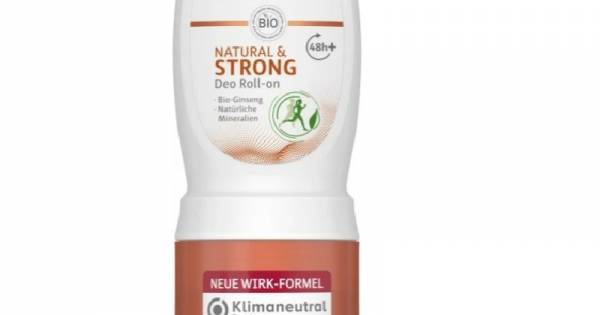 BIO
NATURAL &
STRONG
48h+
Deo Roll-on
· Bio-Ginseng
· Natürliche
Mineralien
NEUE WIRK-FORMEL
Klimaneutral